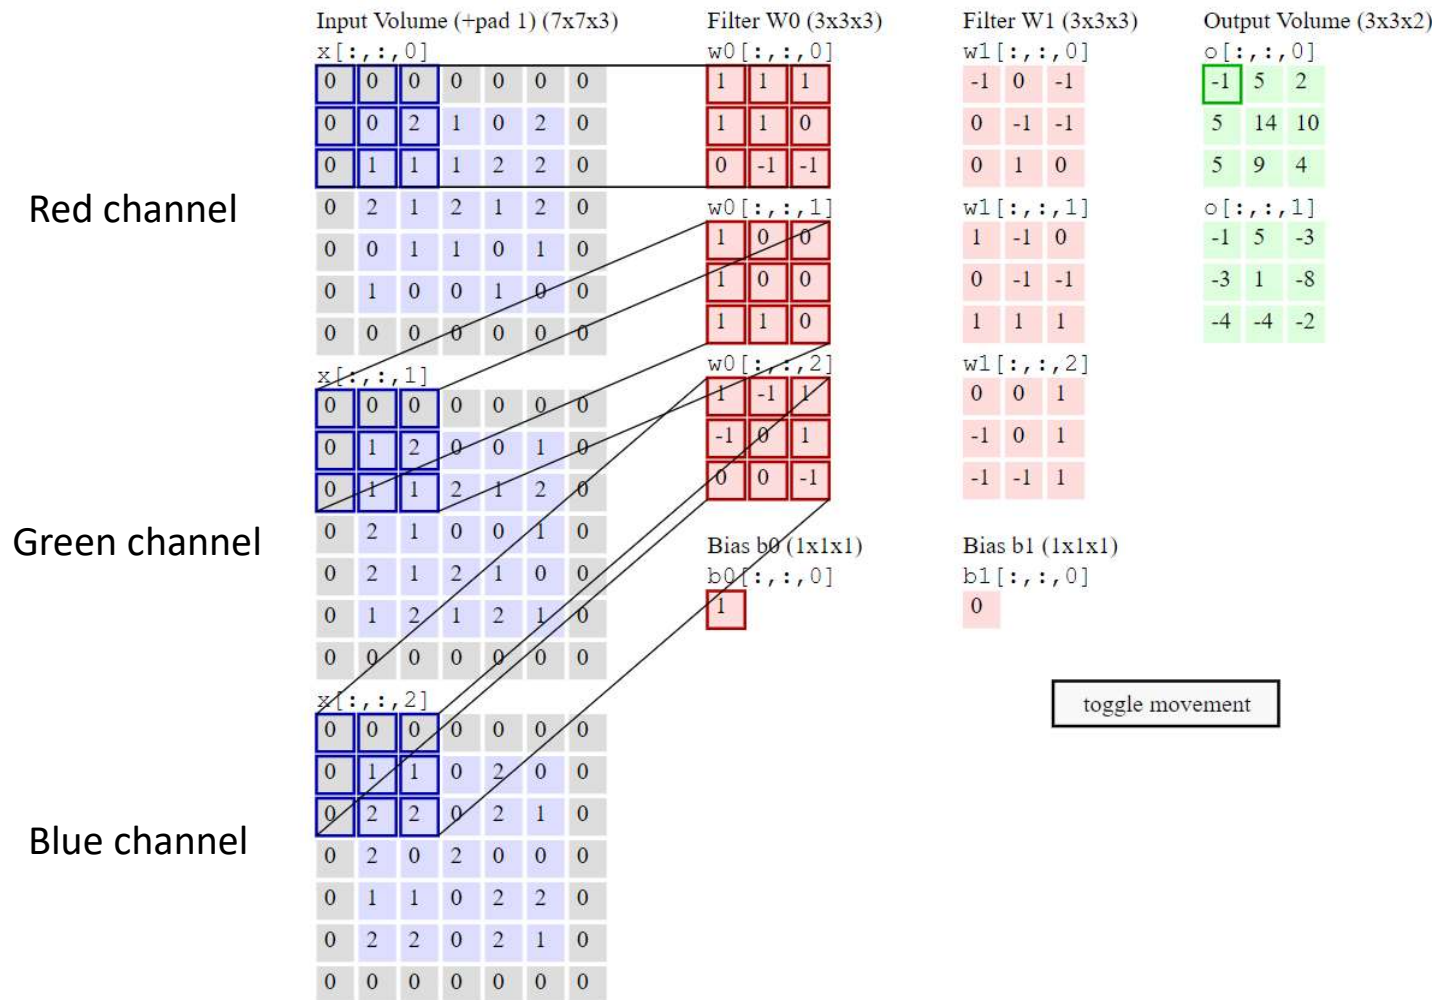 Input Volume (+pad 1) (7x7x3)
x[:,:,0]
0 0 0 0 0 0 0
0 0 2 1 0 2 0
0 1 1 1 2 2 0
0 2 1 2 1 2 0
0 0 1 1 0 1 0
0 1 0 0 1 0 0
0 0 0 0 0 0 0
x[:,:,1]
0 0 0 0 0 0 0
0 1 2 0 0 1 0
0 1 1 2 1 2 0
0 2 1 0 0 1 0
0 2 1 2 1 0 0
0 1 2 1 2 1 0
0 0 0 0 0 0 0
x[:,:,2]
0 0 0 0 0 0 0
0 1 1 0 2 0 0
0 2 2 0 2 1 0
0 2 0 2 0 0 0
0 1 1 0 2 2 0
0 2 2 0 2 1 0
0 0 0 0 0 0 0
Red channel
Green channel
Blue channel
Filter W0 (3x3x3)
w0[:,:,0]
1 1 1
1 1 0
0 -1 -1
w0[:,:,1]
1 0 0
1 0 0
1 1 0
w0[:,:,2]
1 -1 1
-1 0 1
0 0 -1
Bias b0 (1x1x1)
b0[:,:,0]
1
Filter W1 (3x3x3)
w1[:,:,0]
-1 0 -1
0 -1 -1
0 1 0
w1[:,:,1]
1 -1 0
0 -1 -1
1 1 1
w1[:,:,2]
0 0 1
-1 0 1
-1 -1 1
Bias b1 (1x1x1)
b1[:,:,0]
0
Output Volume (3x3x2)
o[:,:,0]
-1 5 2
5 14 10
5 9 4
o[:,:,1]
-1 5 -3
-3 1 -8
-4 -4 -2
toggle movement